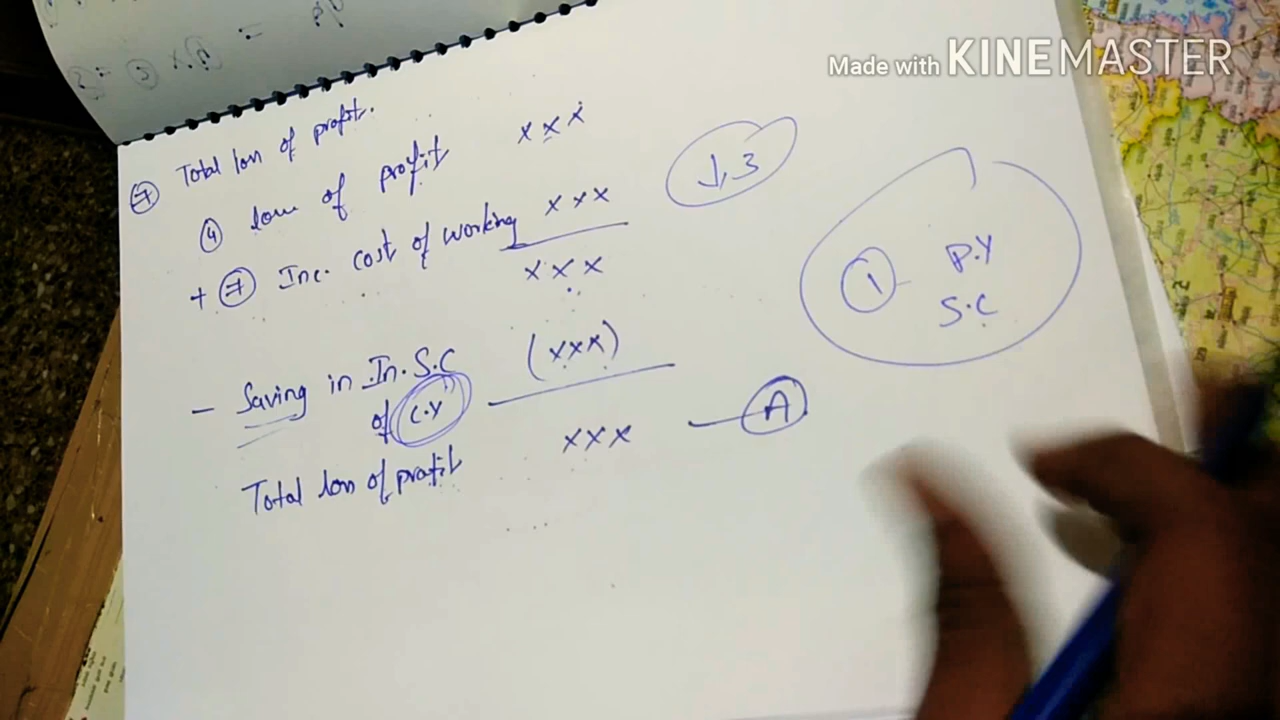 Made with KINEMASTER
⑦ Total loss of profit.
④ loss of profit xxx
+ ⑦ Inc. cost of working xxx
xxx
- Saving in In. S.C (xxx)
of C.Y
Total loss of profit xxx — A
1,3
① - P.Y
S.C